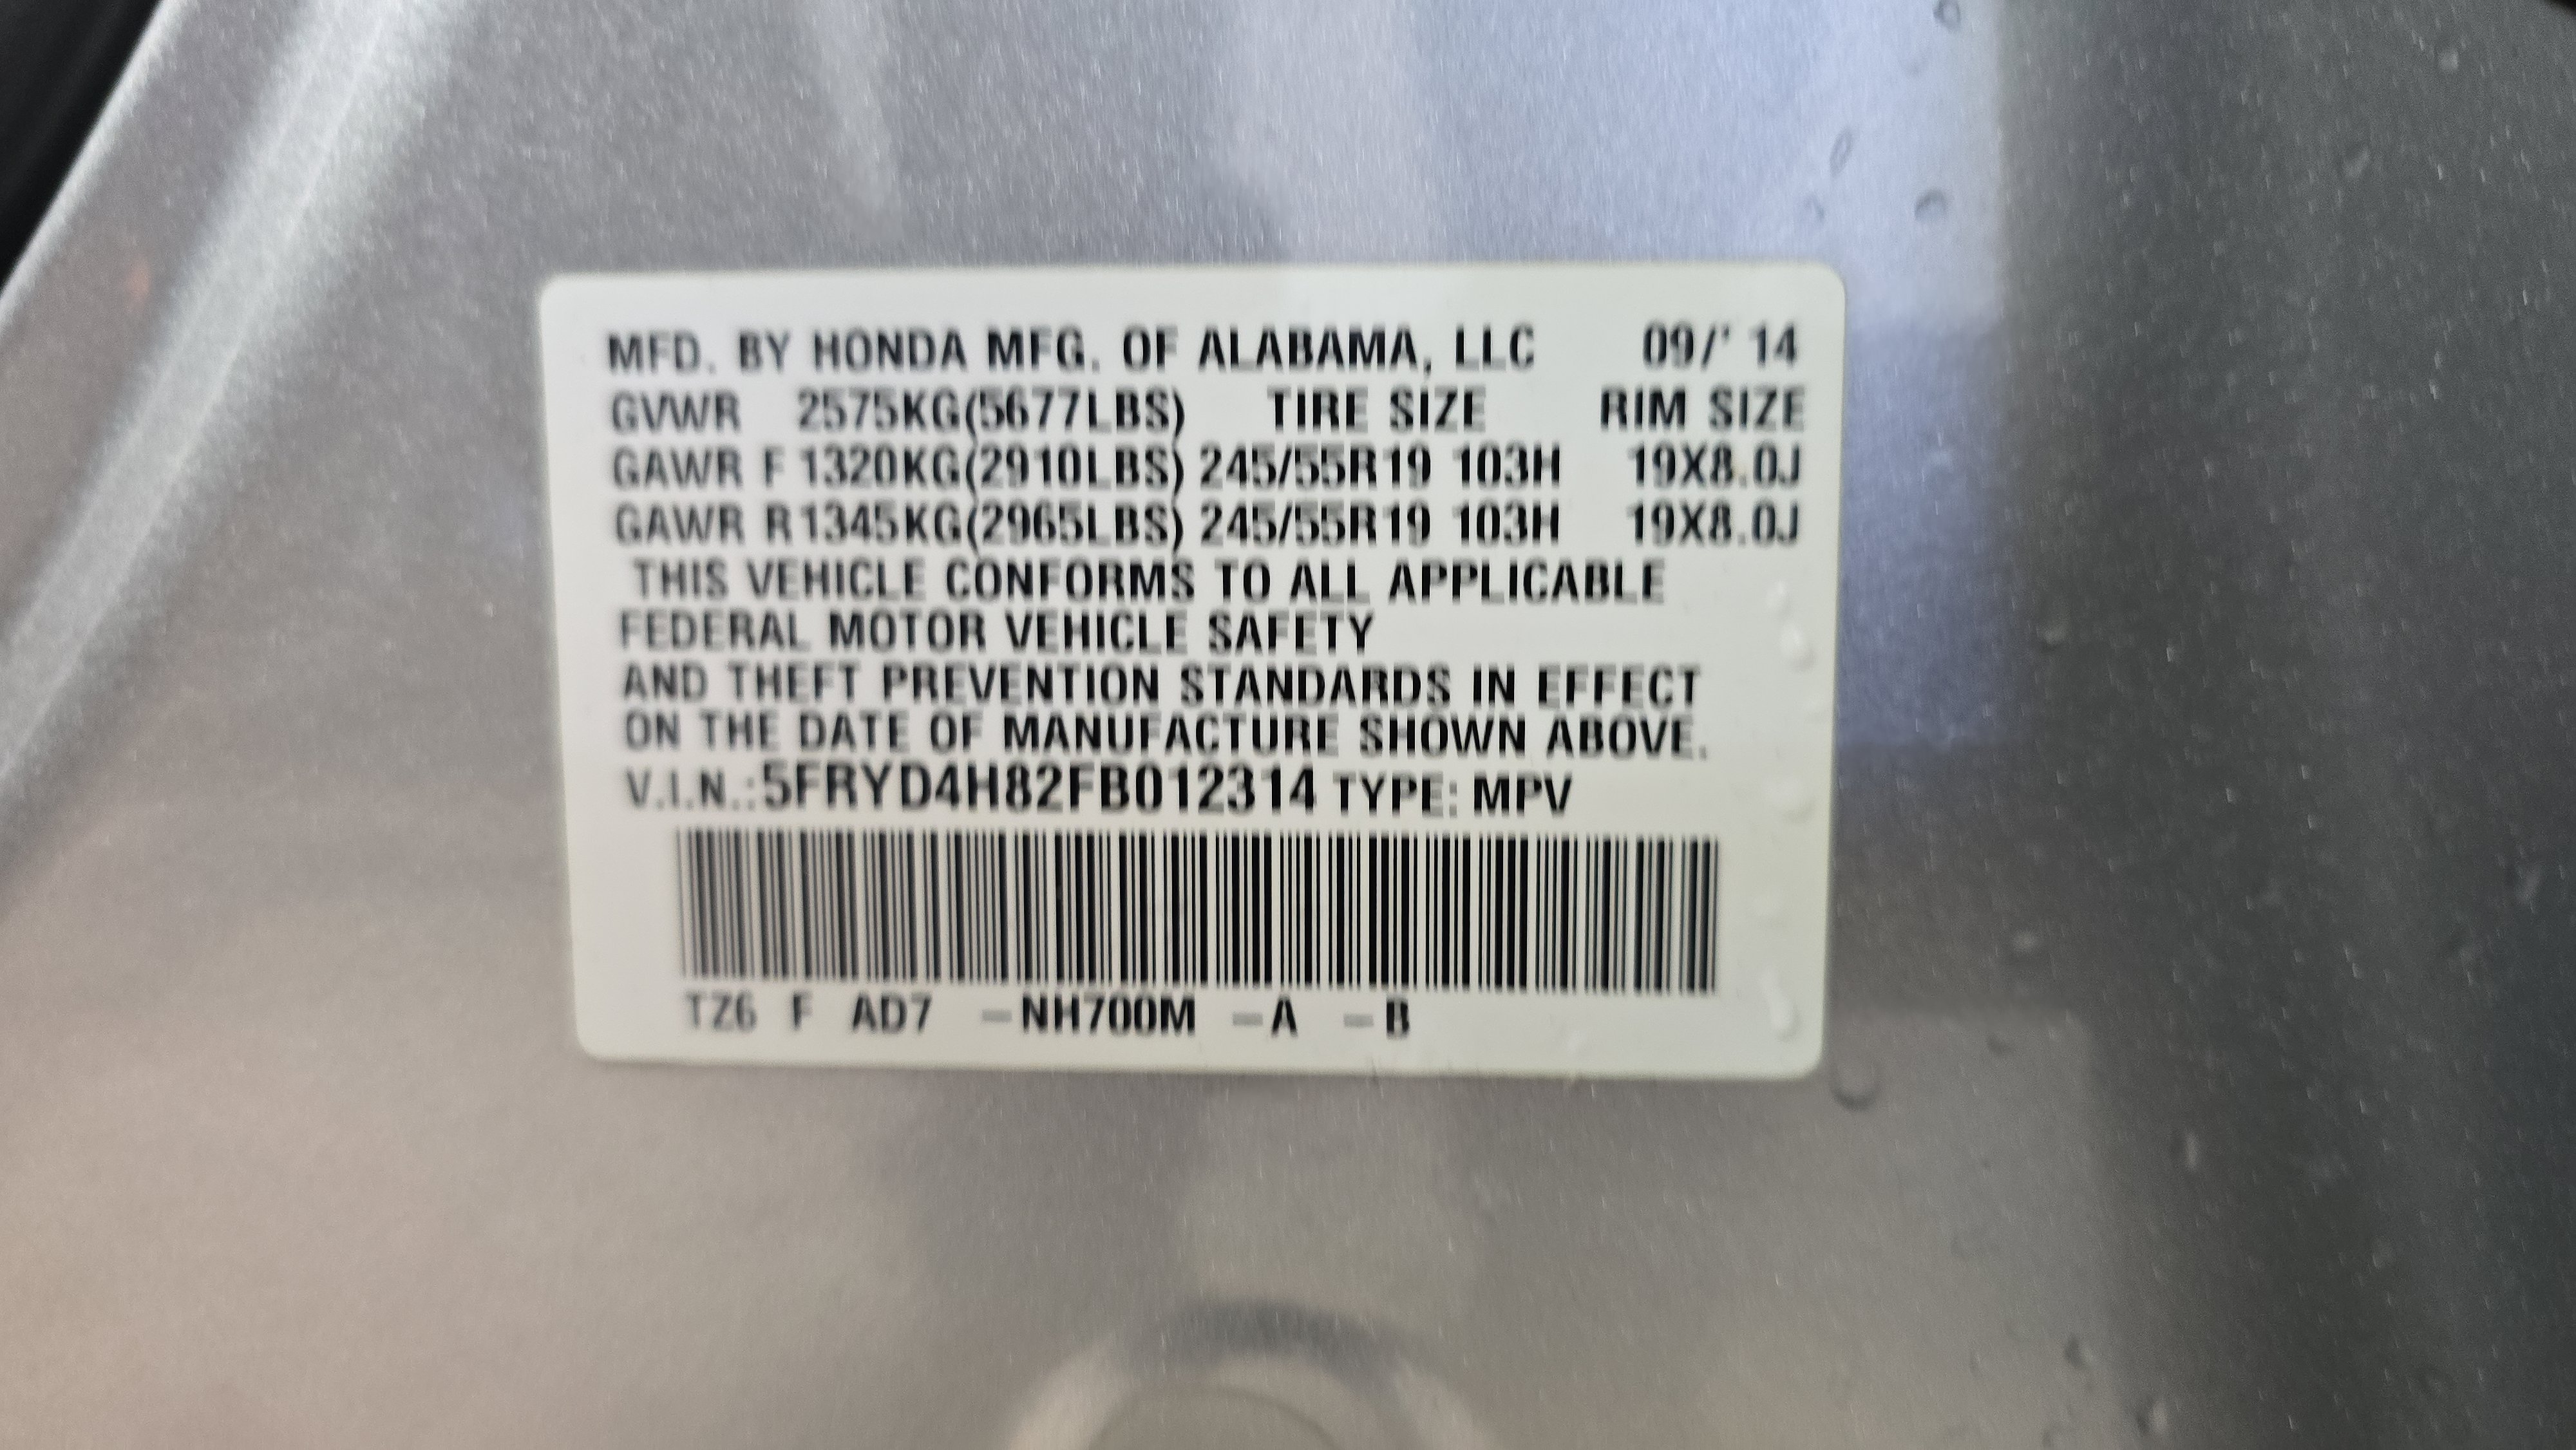 MFD. BY HONDA MFG. OF ALABAMA, LLC 09/' 14
GVWR 2575KG(5677LBS) TIRE SIZE RIM SIZE
GAWR F 1320KG(2910LBS) 245/55R19 103H 19X8.0J
GAWR R 1345KG(2965LBS) 245/55R19 103H 19X8.0J
THIS VEHICLE CONFORMS TO ALL APPLICABLE
FEDERAL MOTOR VEHICLE SAFETY
AND THEFT PREVENTION STANDARDS IN EFFECT
ON THE DATE OF MANUFACTURE SHOWN ABOVE.
V.I.N.:5FRYD4H82FB012314 TYPE: MPV
TZ6 F AD7 -NH700M -A -B